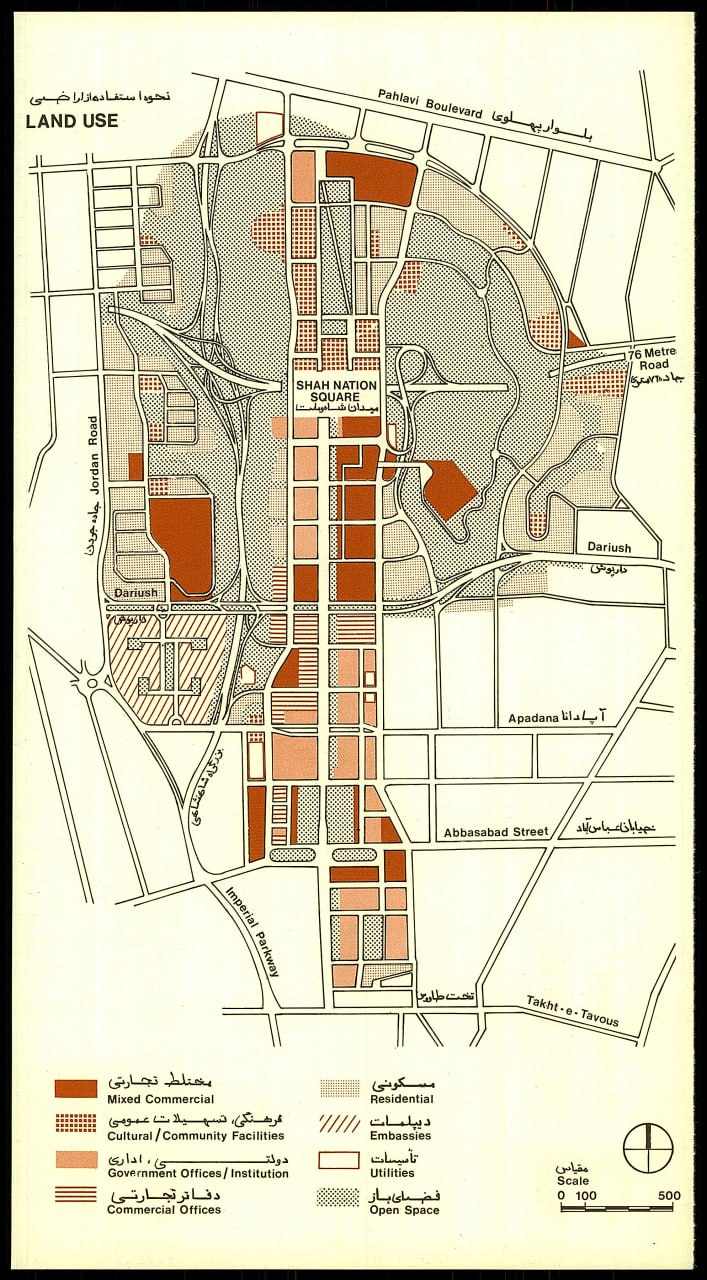 نحوه استفاده از اراضی
LAND USE
Pahlavi Boulevard بلوار پهلوی
76 Metre
Road
جاده ۷۶ متری
SHAH NATION
SQUARE
میدان شاه و ملت
جاده جردن Jordan Road
Dariush
داریوش
Dariush
داریوش
Apadana آپادانا
بزرگراه شاهنشاهی
Abbasabad Street خیابان عباس آباد
Imperial Parkway
تخت طاوس
Takht-e-Tavous
مختلط تجارتی
Mixed Commercial
فرهنگی، تسهیلات عمومی
Cultural/Community Facilities
دولتی، اداری
Government Offices/Institution
دفاتر تجارتی
Commercial Offices
مسکونی
Residential
دیپلمات
Embassies
تأسیسات
Utilities
فضای باز
Open Space
مقیاس
Scale
0 100 500